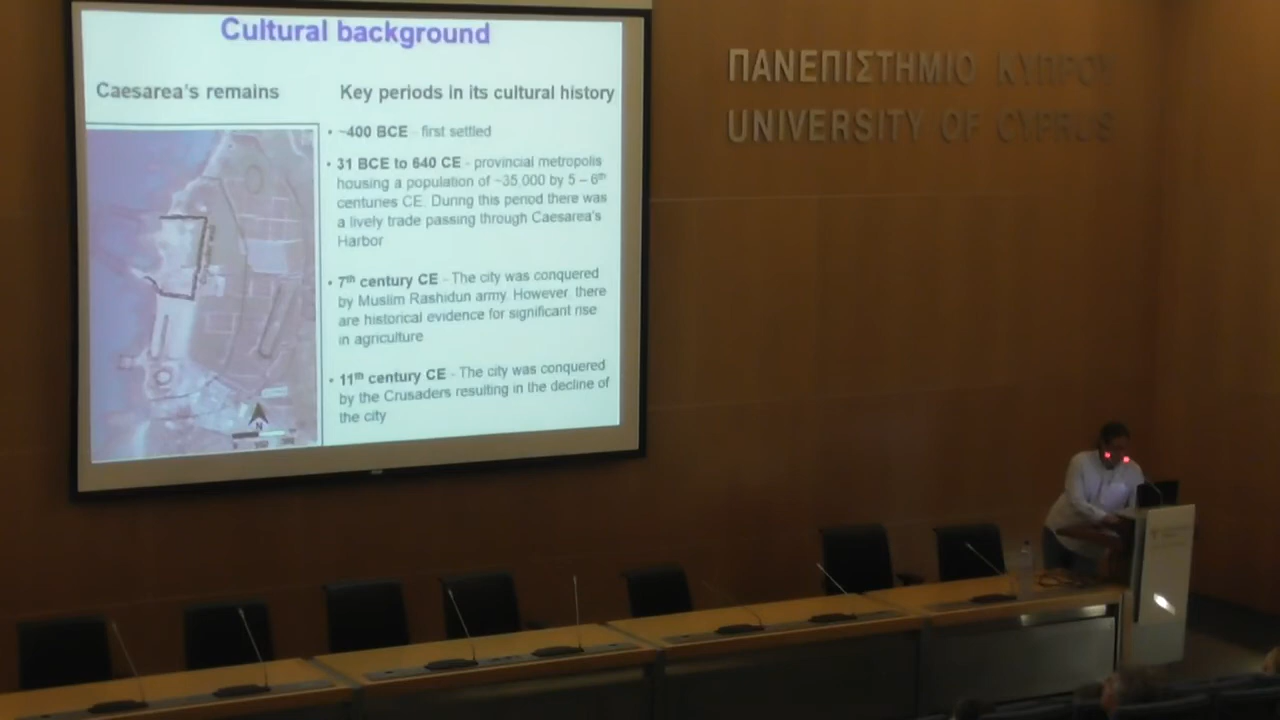 Cultural background
Caesarea's remains
Key periods in its cultural history
• ~400 BCE - first settled
• 31 BCE to 640 CE - provincial metropolis
housing a population of ~35,000 by 5 – 6th
centuries CE. During this period there was
a lively trade passing through Caesarea's
Harbor
• 7th century CE - The city was conquered
by Muslim Rashidun army. However, there
are historical evidence for significant rise
in agriculture
• 11th century CE - The city was conquered
by the Crusaders resulting in the decline of
the city
N
ΠΑΝΕΠΙΣΤΗΜΙΟ ΚΥΠΡΟΥ
UNIVERSITY OF CYPRUS